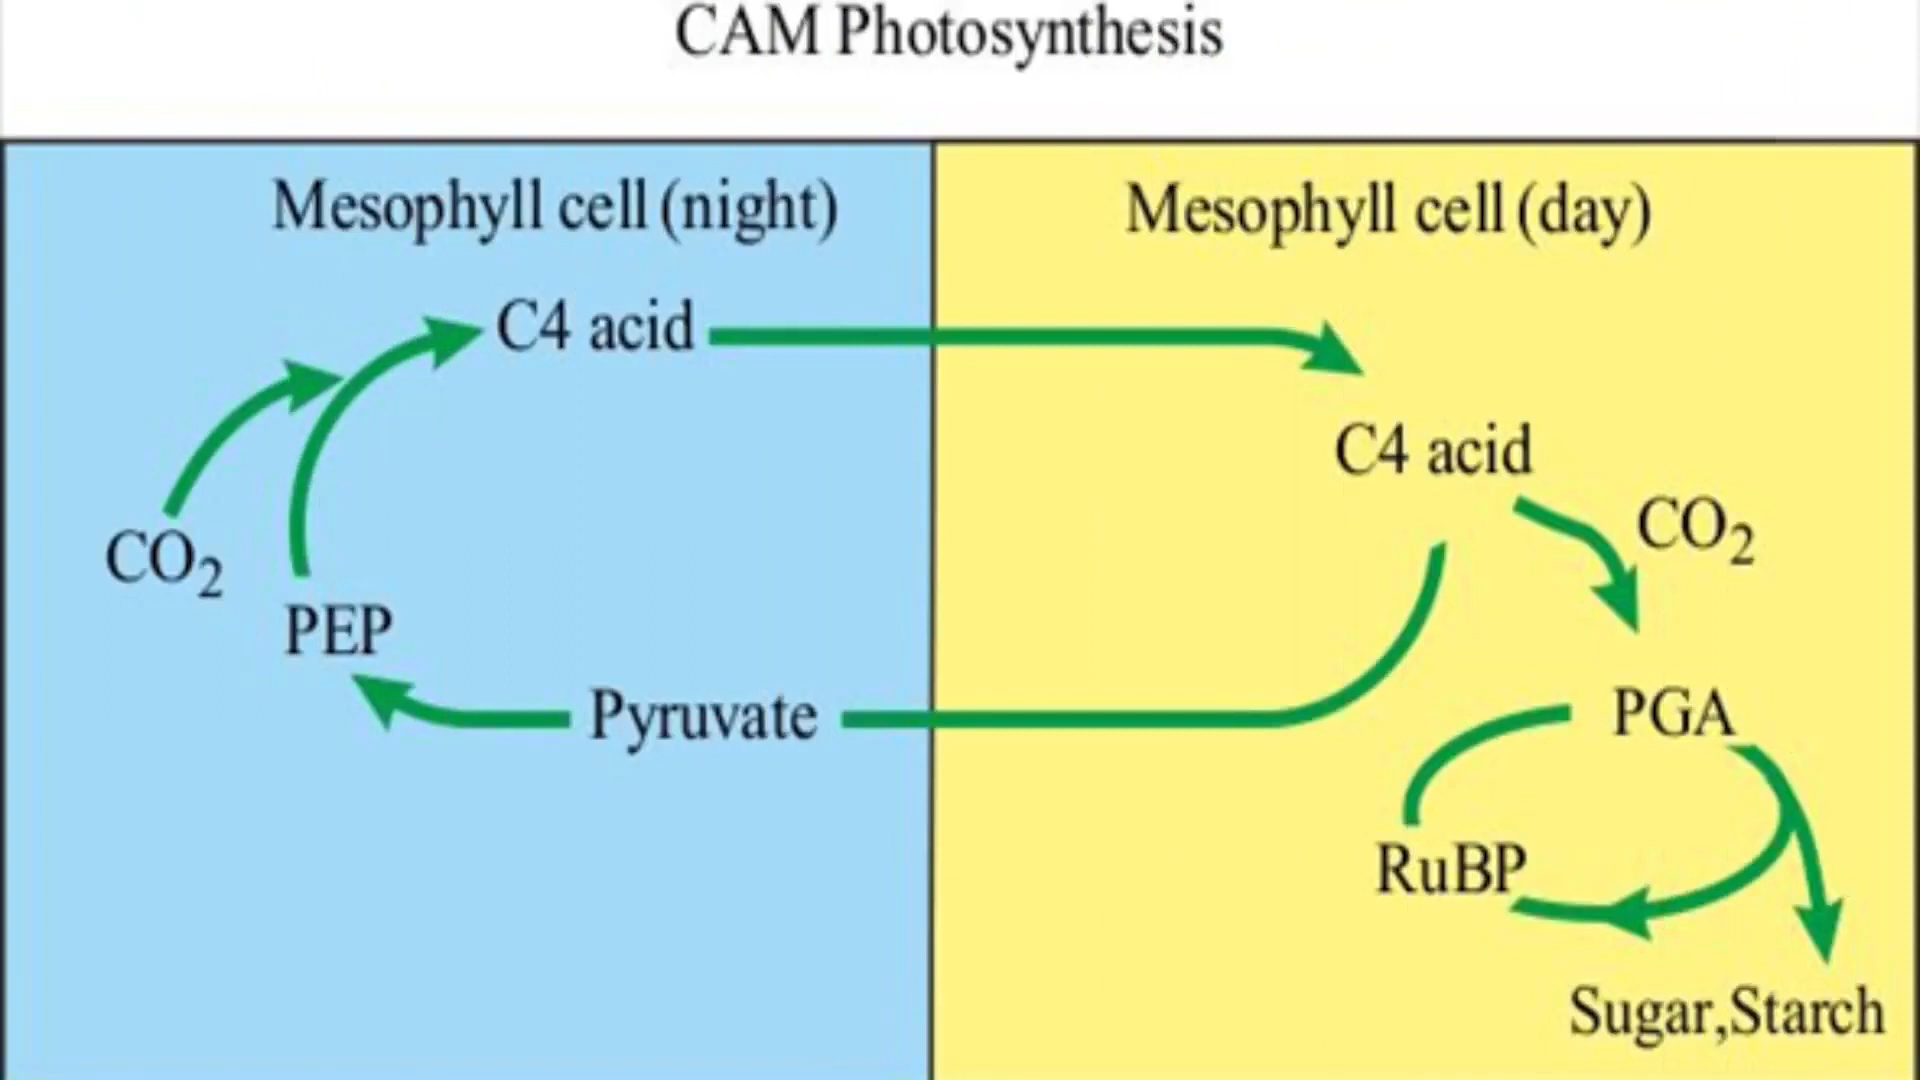 CAM Photosynthesis
Mesophyll cell (night)
C4 acid
CO₂
PEP
Pyruvate
Mesophyll cell (day)
C4 acid
CO₂
PGA
RuBP
Sugar,Starch